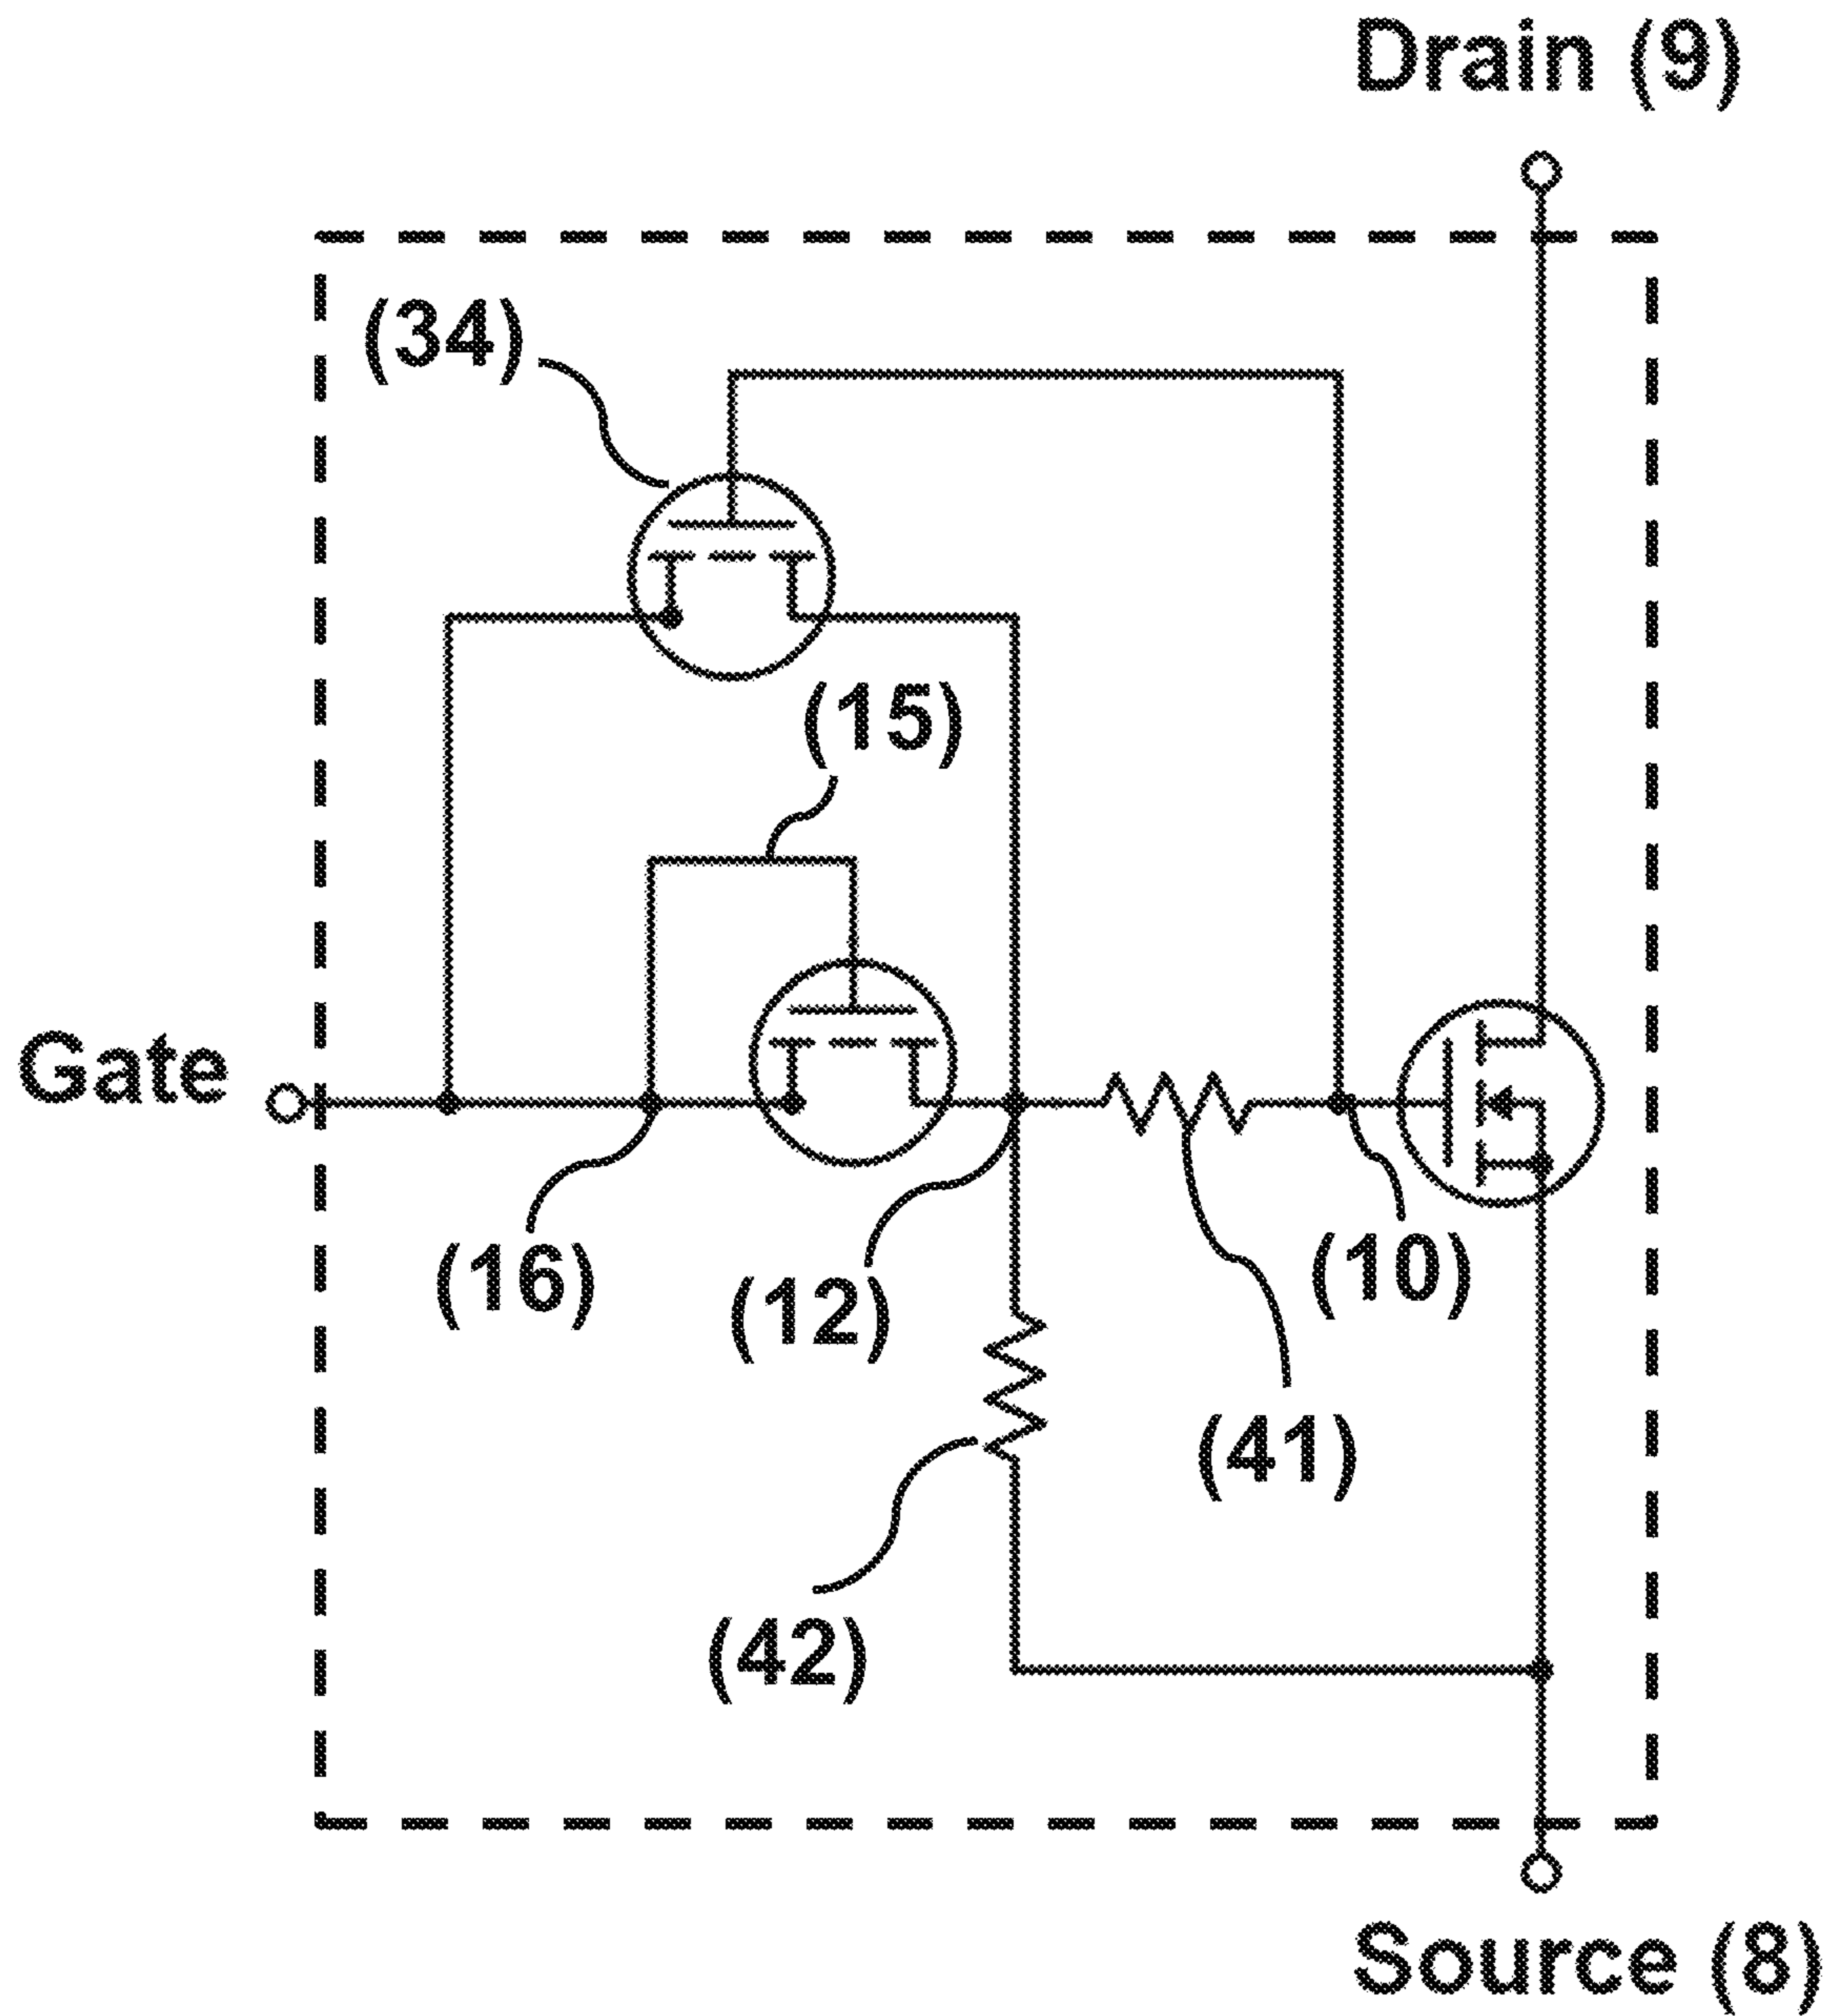 Drain (9)
(34)
(15)
Gate
(16)
(12)
(10)
(41)
(42)
Source (8)